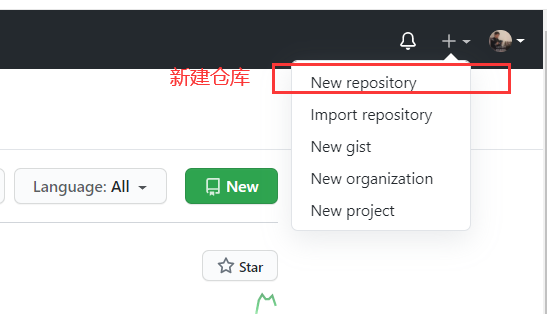 新建仓库
New repository
Import repository
New gist
New organization
New project
Language: All
New
Star